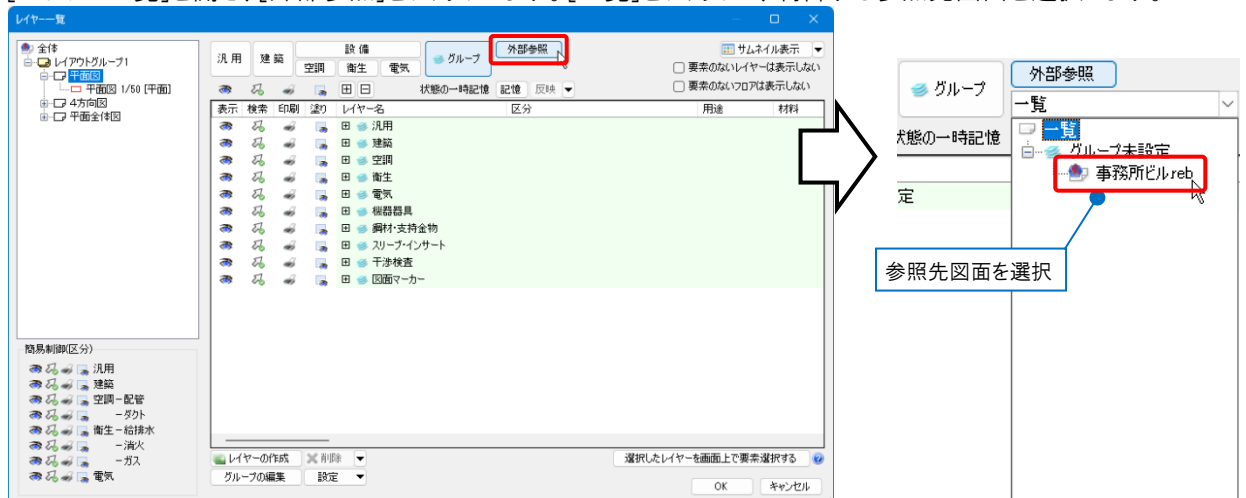 レイヤー一覧
全体
レイアウトグループ1
平面図
平面図 1/50 [平面]
4方向図
平面全体図
汎用
建築
設備
空調
衛生
電気
グループ
外部参照
サムネイル表示
要素のないレイヤーは表示しない
要素のないフロアは表示しない
状態の一時記憶
記憶
反映
表示 検索 印刷 塗り レイヤー名 区分 用途 材料
汎用
建築
空調
衛生
電気
機器器具
鋼材・支持金物
スリーブ・インサート
干渉検査
図面マーカー
簡易制御(区分)
汎用
建築
空調-配管
-ダクト
衛生-給排水
-消火
-ガス
電気
レイヤーの作成
削除
選択したレイヤーを画面上で要素選択する
グループの編集
設定
OK
キャンセル
グループ
外部参照
一覧
状態の一時記憶
一覧
グループ未設定
事務所ビル.reb
定
参照先図面を選択